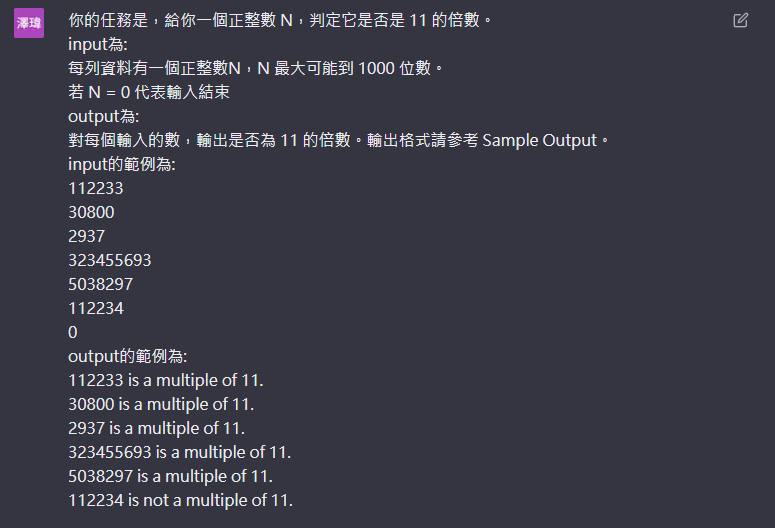 澤瑋
你的任務是，給你一個正整數 N，判定它是否是 11 的倍數。
input為:
每列資料有一個正整數N，N 最大可能到 1000 位數。
若 N = 0 代表輸入結束
output為:
對每個輸入的數，輸出是否為 11 的倍數。輸出格式請參考 Sample Output。
input的範例為:
112233
30800
2937
323455693
5038297
112234
0
output的範例為:
112233 is a multiple of 11.
30800 is a multiple of 11.
2937 is a multiple of 11.
323455693 is a multiple of 11.
5038297 is a multiple of 11.
112234 is not a multiple of 11.